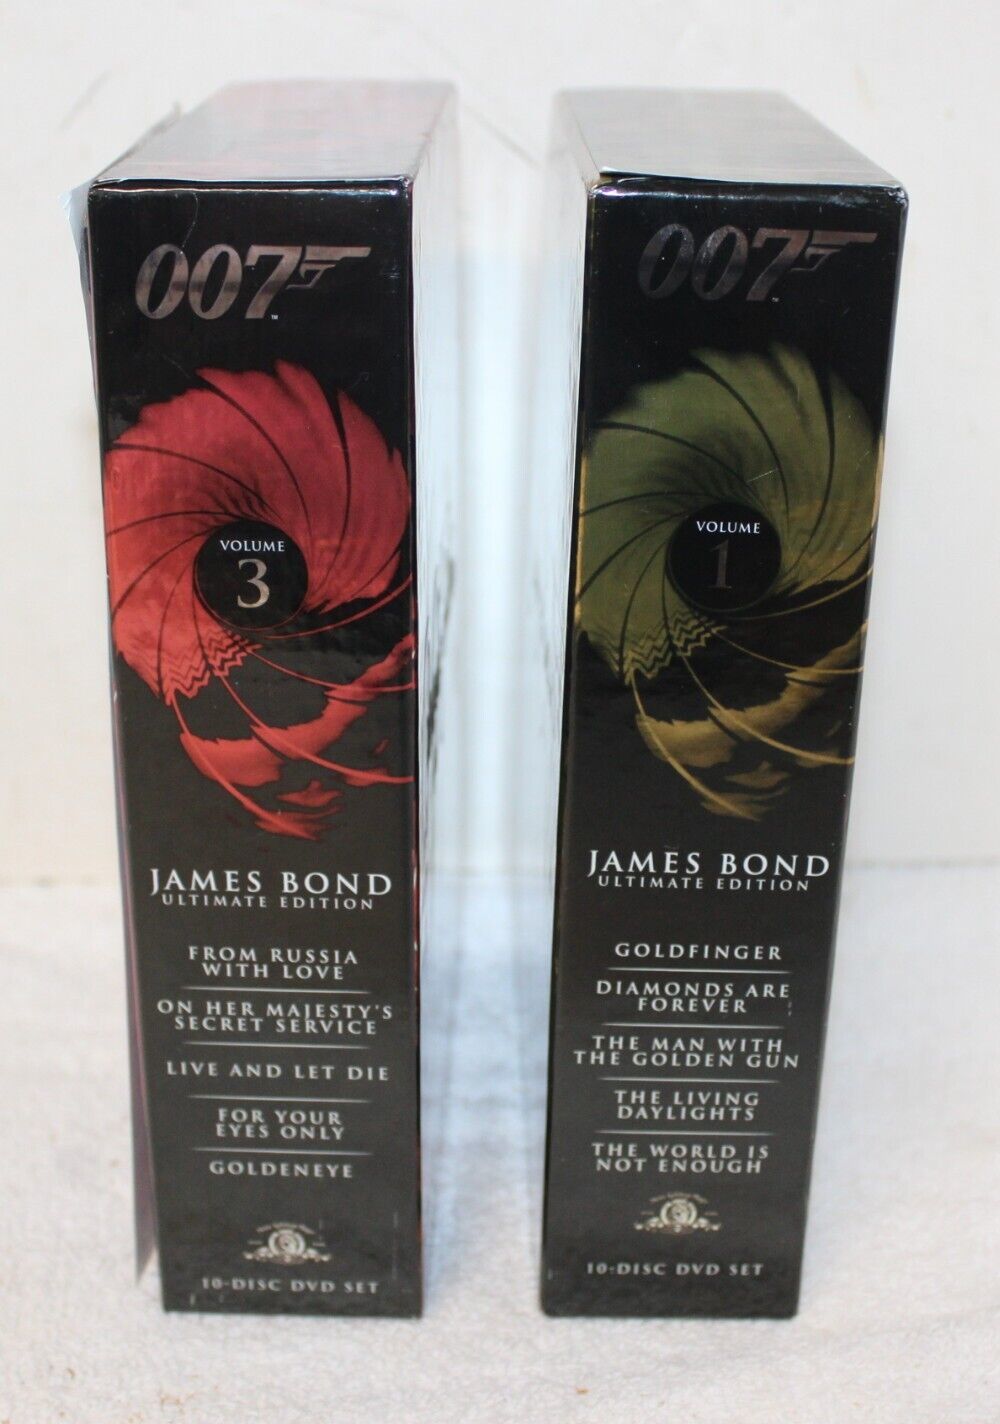 007
TM
VOLUME
3
JAMES BOND
ULTIMATE EDITION
FROM RUSSIA
WITH LOVE
ON HER MAJESTY'S
SECRET SERVICE
LIVE AND LET DIE
FOR YOUR
EYES ONLY
GOLDENEYE
10-DISC DVD SET
007
TM
VOLUME
1
JAMES BOND
ULTIMATE EDITION
GOLDFINGER
DIAMONDS ARE
FOREVER
THE MAN WITH
THE GOLDEN GUN
THE LIVING
DAYLIGHTS
THE WORLD IS
NOT ENOUGH
10-DISC DVD SET